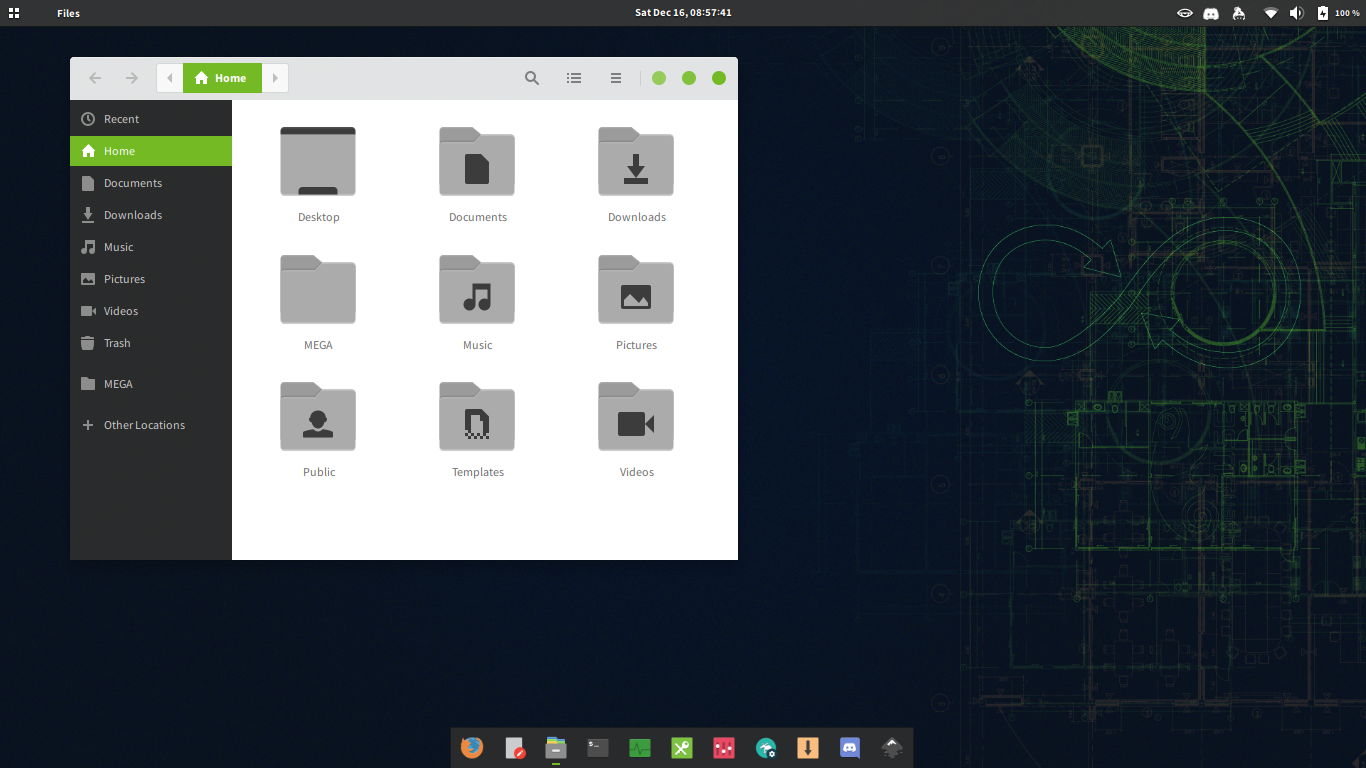 Files
Sat Dec 16, 08:57:41
100 %
Home
Recent
Home
Documents
Downloads
Music
Pictures
Videos
Trash
MEGA
Other Locations
Desktop
Documents
Downloads
MEGA
Music
Pictures
Public
Templates
Videos